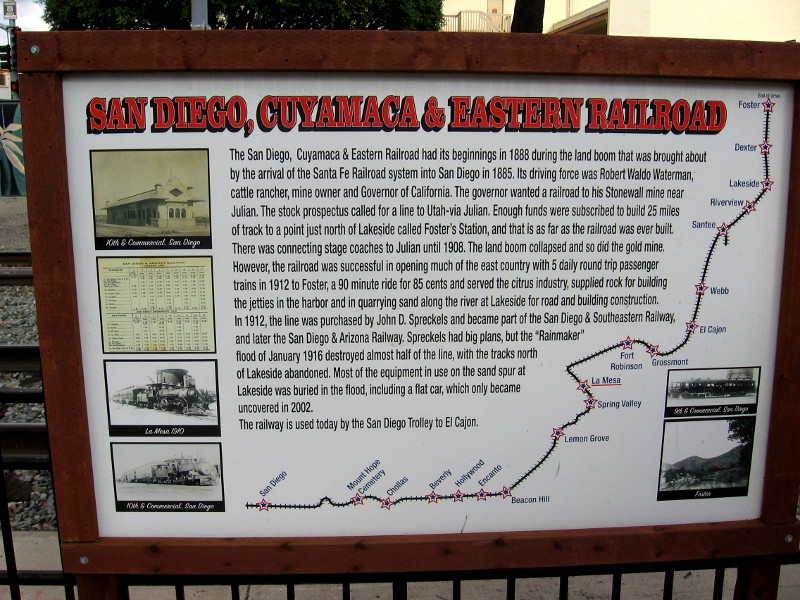 SAN DIEGO, CUYAMACA & EASTERN RAILROAD
The San Diego, Cuyamaca & Eastern Railroad had its beginnings in 1888 during the land boom that was brought about
by the arrival of the Santa Fe Railroad system into San Diego in 1885. Its driving force was Robert Waldo Waterman,
cattle rancher, mine owner and Governor of California. The governor wanted a railroad to his Stonewall mine near
Julian. The stock prospectus called for a line to Utah-via Julian. Enough funds were subscribed to build 25 miles
of track to a point just north of Lakeside called Foster's Station, and that is as far as the railroad was ever built.
There was connecting stage coaches to Julian until 1908. The land boom collapsed and so did the gold mine.
However, the railroad was successful in opening much of the east country with 5 daily round trip passenger
trains in 1912 to Foster, a 90 minute ride for 85 cents and served the citrus industry, supplied rock for building
the jetties in the harbor and in quarrying sand along the river at Lakeside for road and building construction.
In 1912, the line was purchased by John D. Spreckels and became part of the San Diego & Southeastern Railway,
and later the San Diego & Arizona Railway. Spreckels had big plans, but the "Rainmaker"
flood of January 1916 destroyed almost half of the line, with the tracks north
of Lakeside abandoned. Most of the equipment in use on the sand spur at
Lakeside was buried in the flood, including a flat car, which only became
uncovered in 2002.
The railway is used today by the San Diego Trolley to El Cajon.
10th & Commercial, San Diego
La Mesa 1910
10th & Commercial, San Diego
End of Line
Foster
Dexter
Lakeside
Riverview
Santee
Webb
El Cajon
Grossmont
Fort
Robinson
La Mesa
Spring Valley
Lemon Grove
Beacon Hill
Encanto
Hollywood
Beverly
Chollas
Mount Hope
Cemetery
San Diego
9th & Commercial, San Diego
Foster